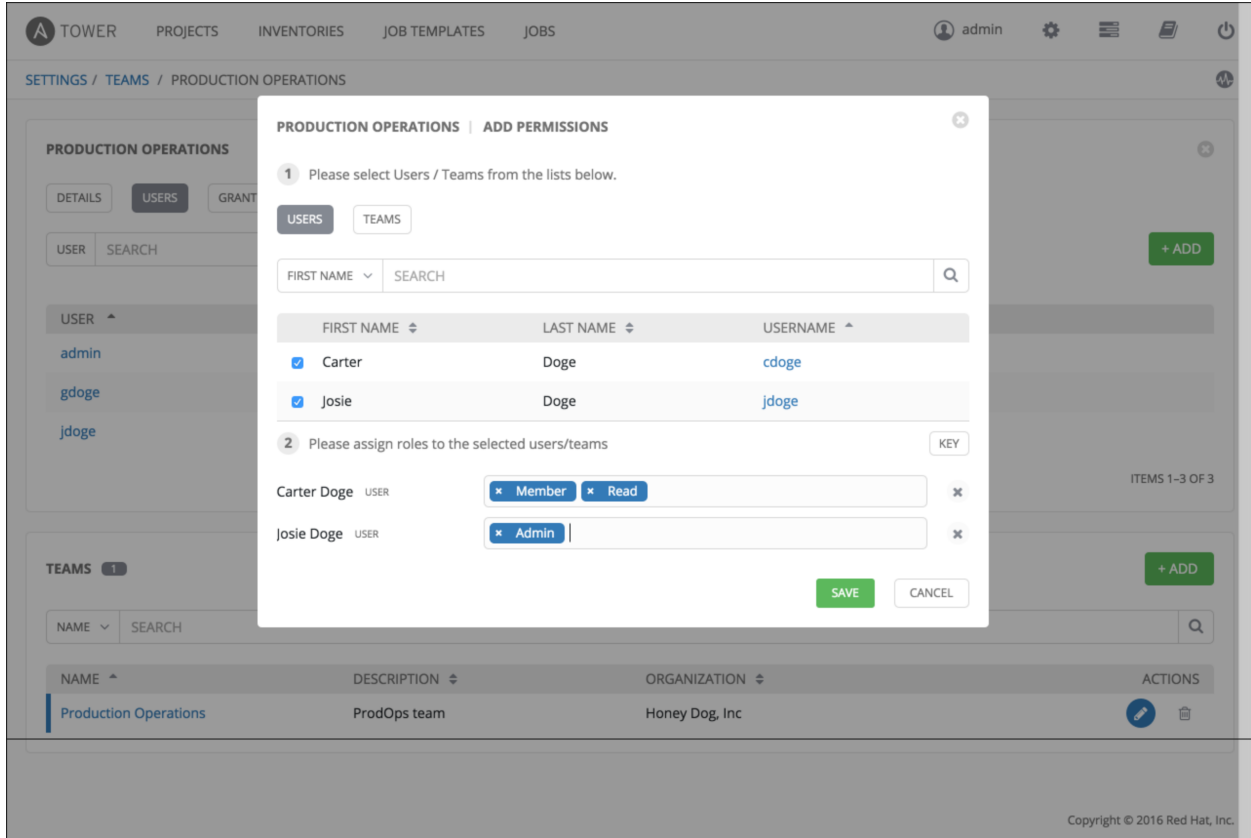 A TOWER PROJECTS INVENTORIES JOB TEMPLATES JOBS admin
SETTINGS / TEAMS / PRODUCTION OPERATIONS
PRODUCTION OPERATIONS | ADD PERMISSIONS
PRODUCTION OPERATIONS
1 Please select Users / Teams from the lists below.
DETAILS USERS GRANT
USERS TEAMS
USER SEARCH + ADD
FIRST NAME SEARCH
USER
FIRST NAME LAST NAME USERNAME
admin
Carter Doge cdoge
gdoge
Josie Doge jdoge
jdoge
2 Please assign roles to the selected users/teams KEY
ITEMS 1–3 OF 3
Carter Doge USER × Member × Read
Josie Doge USER × Admin
TEAMS 1 + ADD
SAVE CANCEL
NAME SEARCH
NAME DESCRIPTION ORGANIZATION ACTIONS
Production Operations ProdOps team Honey Dog, Inc
Copyright © 2016 Red Hat, Inc.